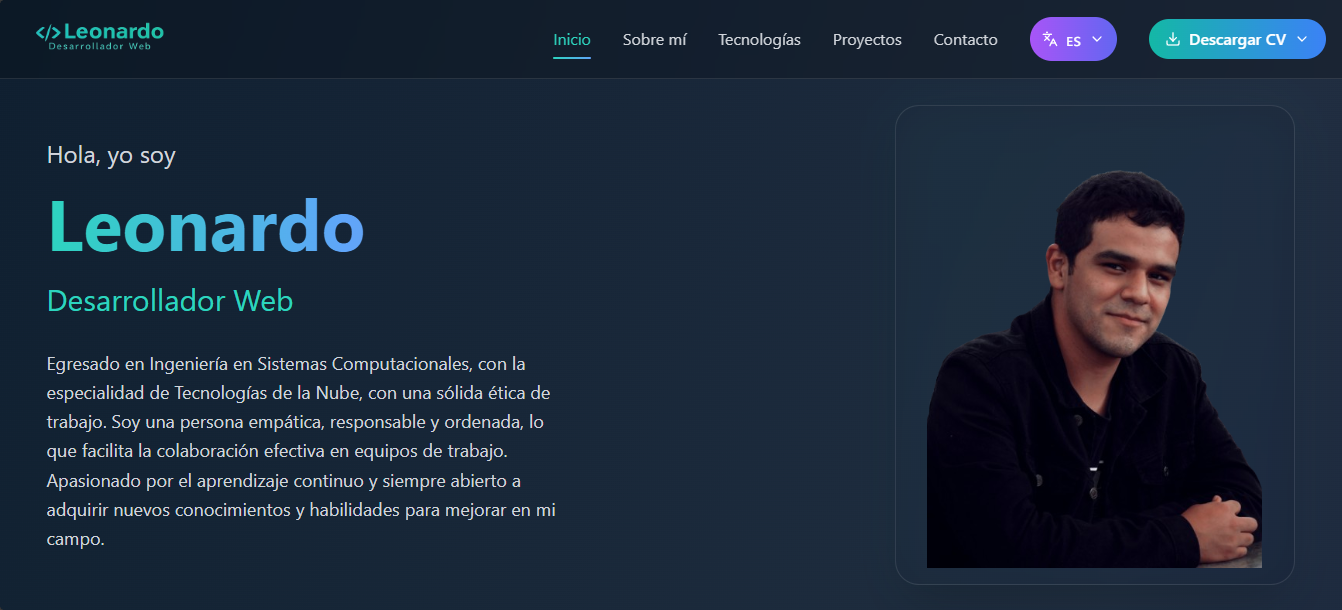 </> Leonardo
Desarrollador Web
Inicio
Sobre mí
Tecnologías
Proyectos
Contacto
ES
Descargar CV
Hola, yo soy
Leonardo
Desarrollador Web
Egresado en Ingeniería en Sistemas Computacionales, con la
especialidad de Tecnologías de la Nube, con una sólida ética de
trabajo. Soy una persona empática, responsable y ordenada, lo
que facilita la colaboración efectiva en equipos de trabajo.
Apasionado por el aprendizaje continuo y siempre abierto a
adquirir nuevos conocimientos y habilidades para mejorar en mi
campo.